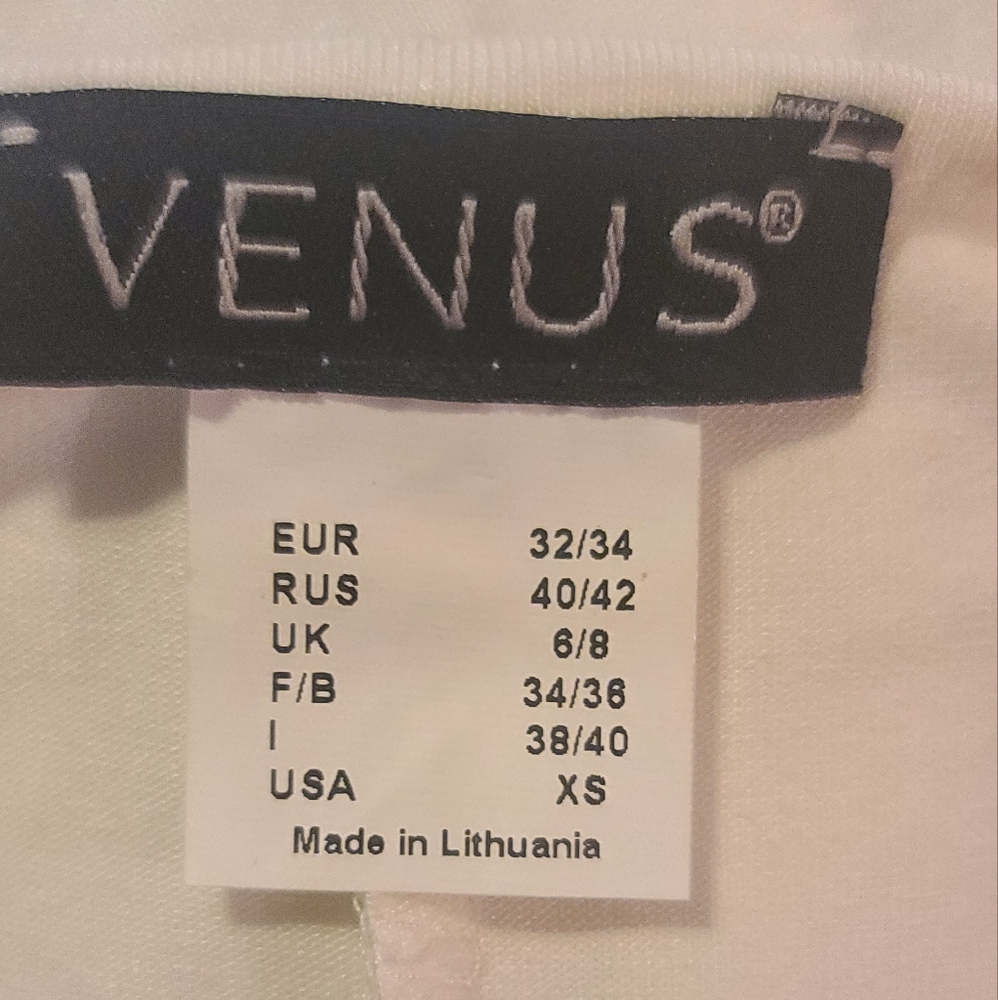 VENUS®
EUR 32/34
RUS 40/42
UK 6/8
F/B 34/36
I 38/40
USA XS
Made in Lithuania